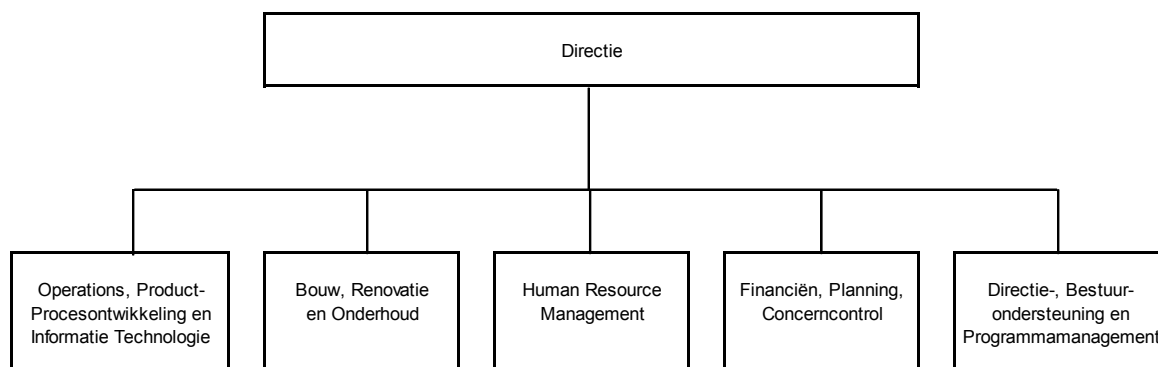 Directie
Operations, Product-
Procesontwikkeling en
Informatie Technologie
Bouw, Renovatie
en Onderhoud
Human Resource
Management
Financiën, Planning,
Concerncontrol
Directie-, Bestuur-
ondersteuning en
Programmamanagement